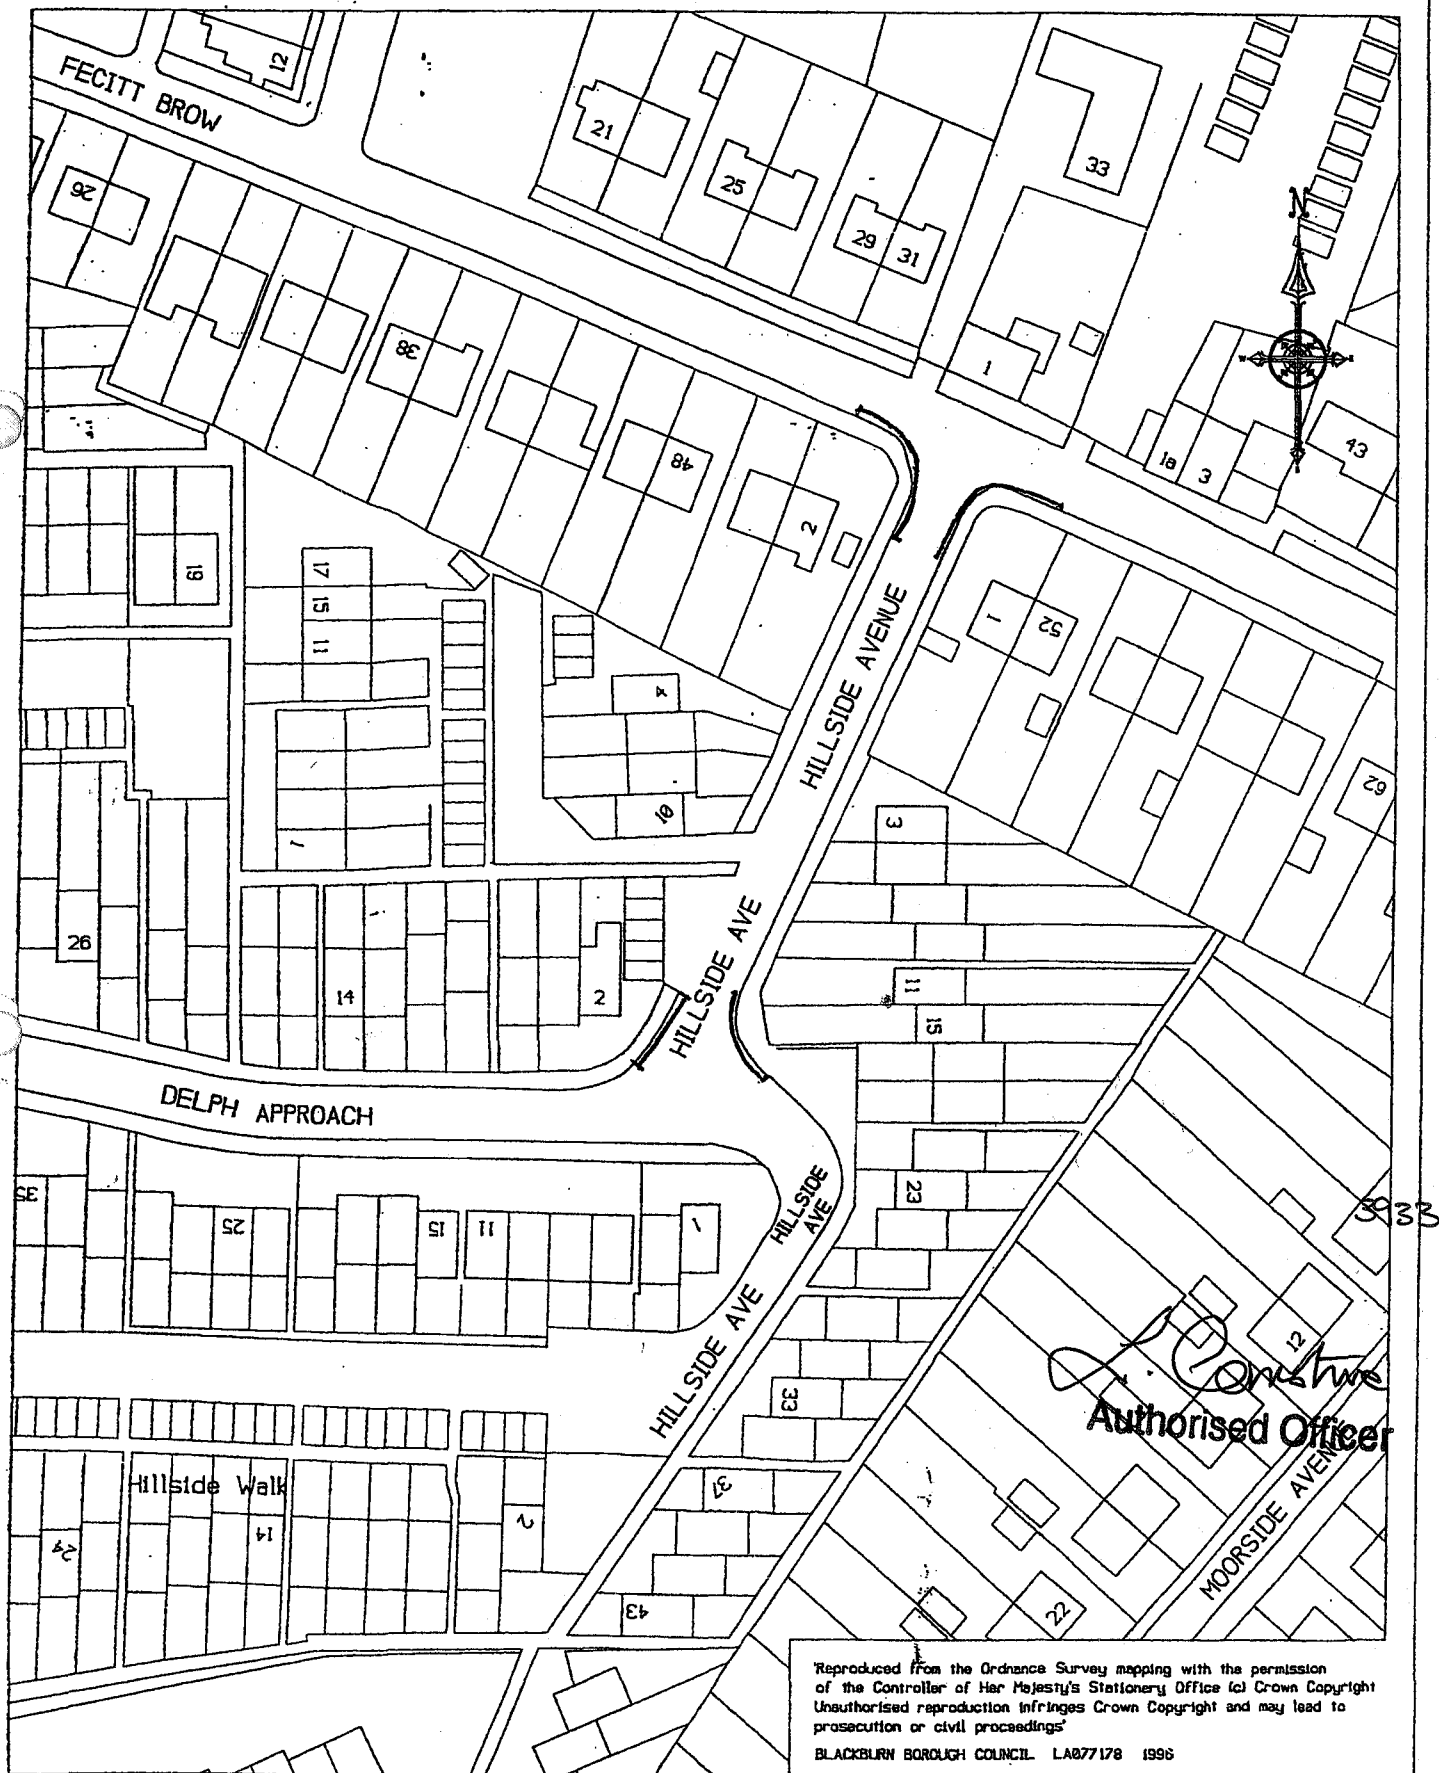 12
FECITT BROW
21
33
25
26
N
29
31
38
1
W
43
48
1a
3
2
19
17
15
11
HILLSIDE AVENUE
1
52
4
62
10
3
1
HILLSIDE AVE
26
14
2
11
15
DELPH APPROACH
HILLSIDE
AVE
23
35
25
15
11
1
3933
HILLSIDE AVE
12
33
Authorised Officer
Hillside Walk
37
24
14
2
MOORSIDE AVENUE
43
22
'Reproduced from the Ordnance Survey mapping with the permission
of the Controller of Her Majesty's Stationery Office (c) Crown Copyright
Unauthorised reproduction infringes Crown Copyright and may lead to
prosecution or civil proceedings'
BLACKBURN BOROUGH COUNCIL LA077178 1996